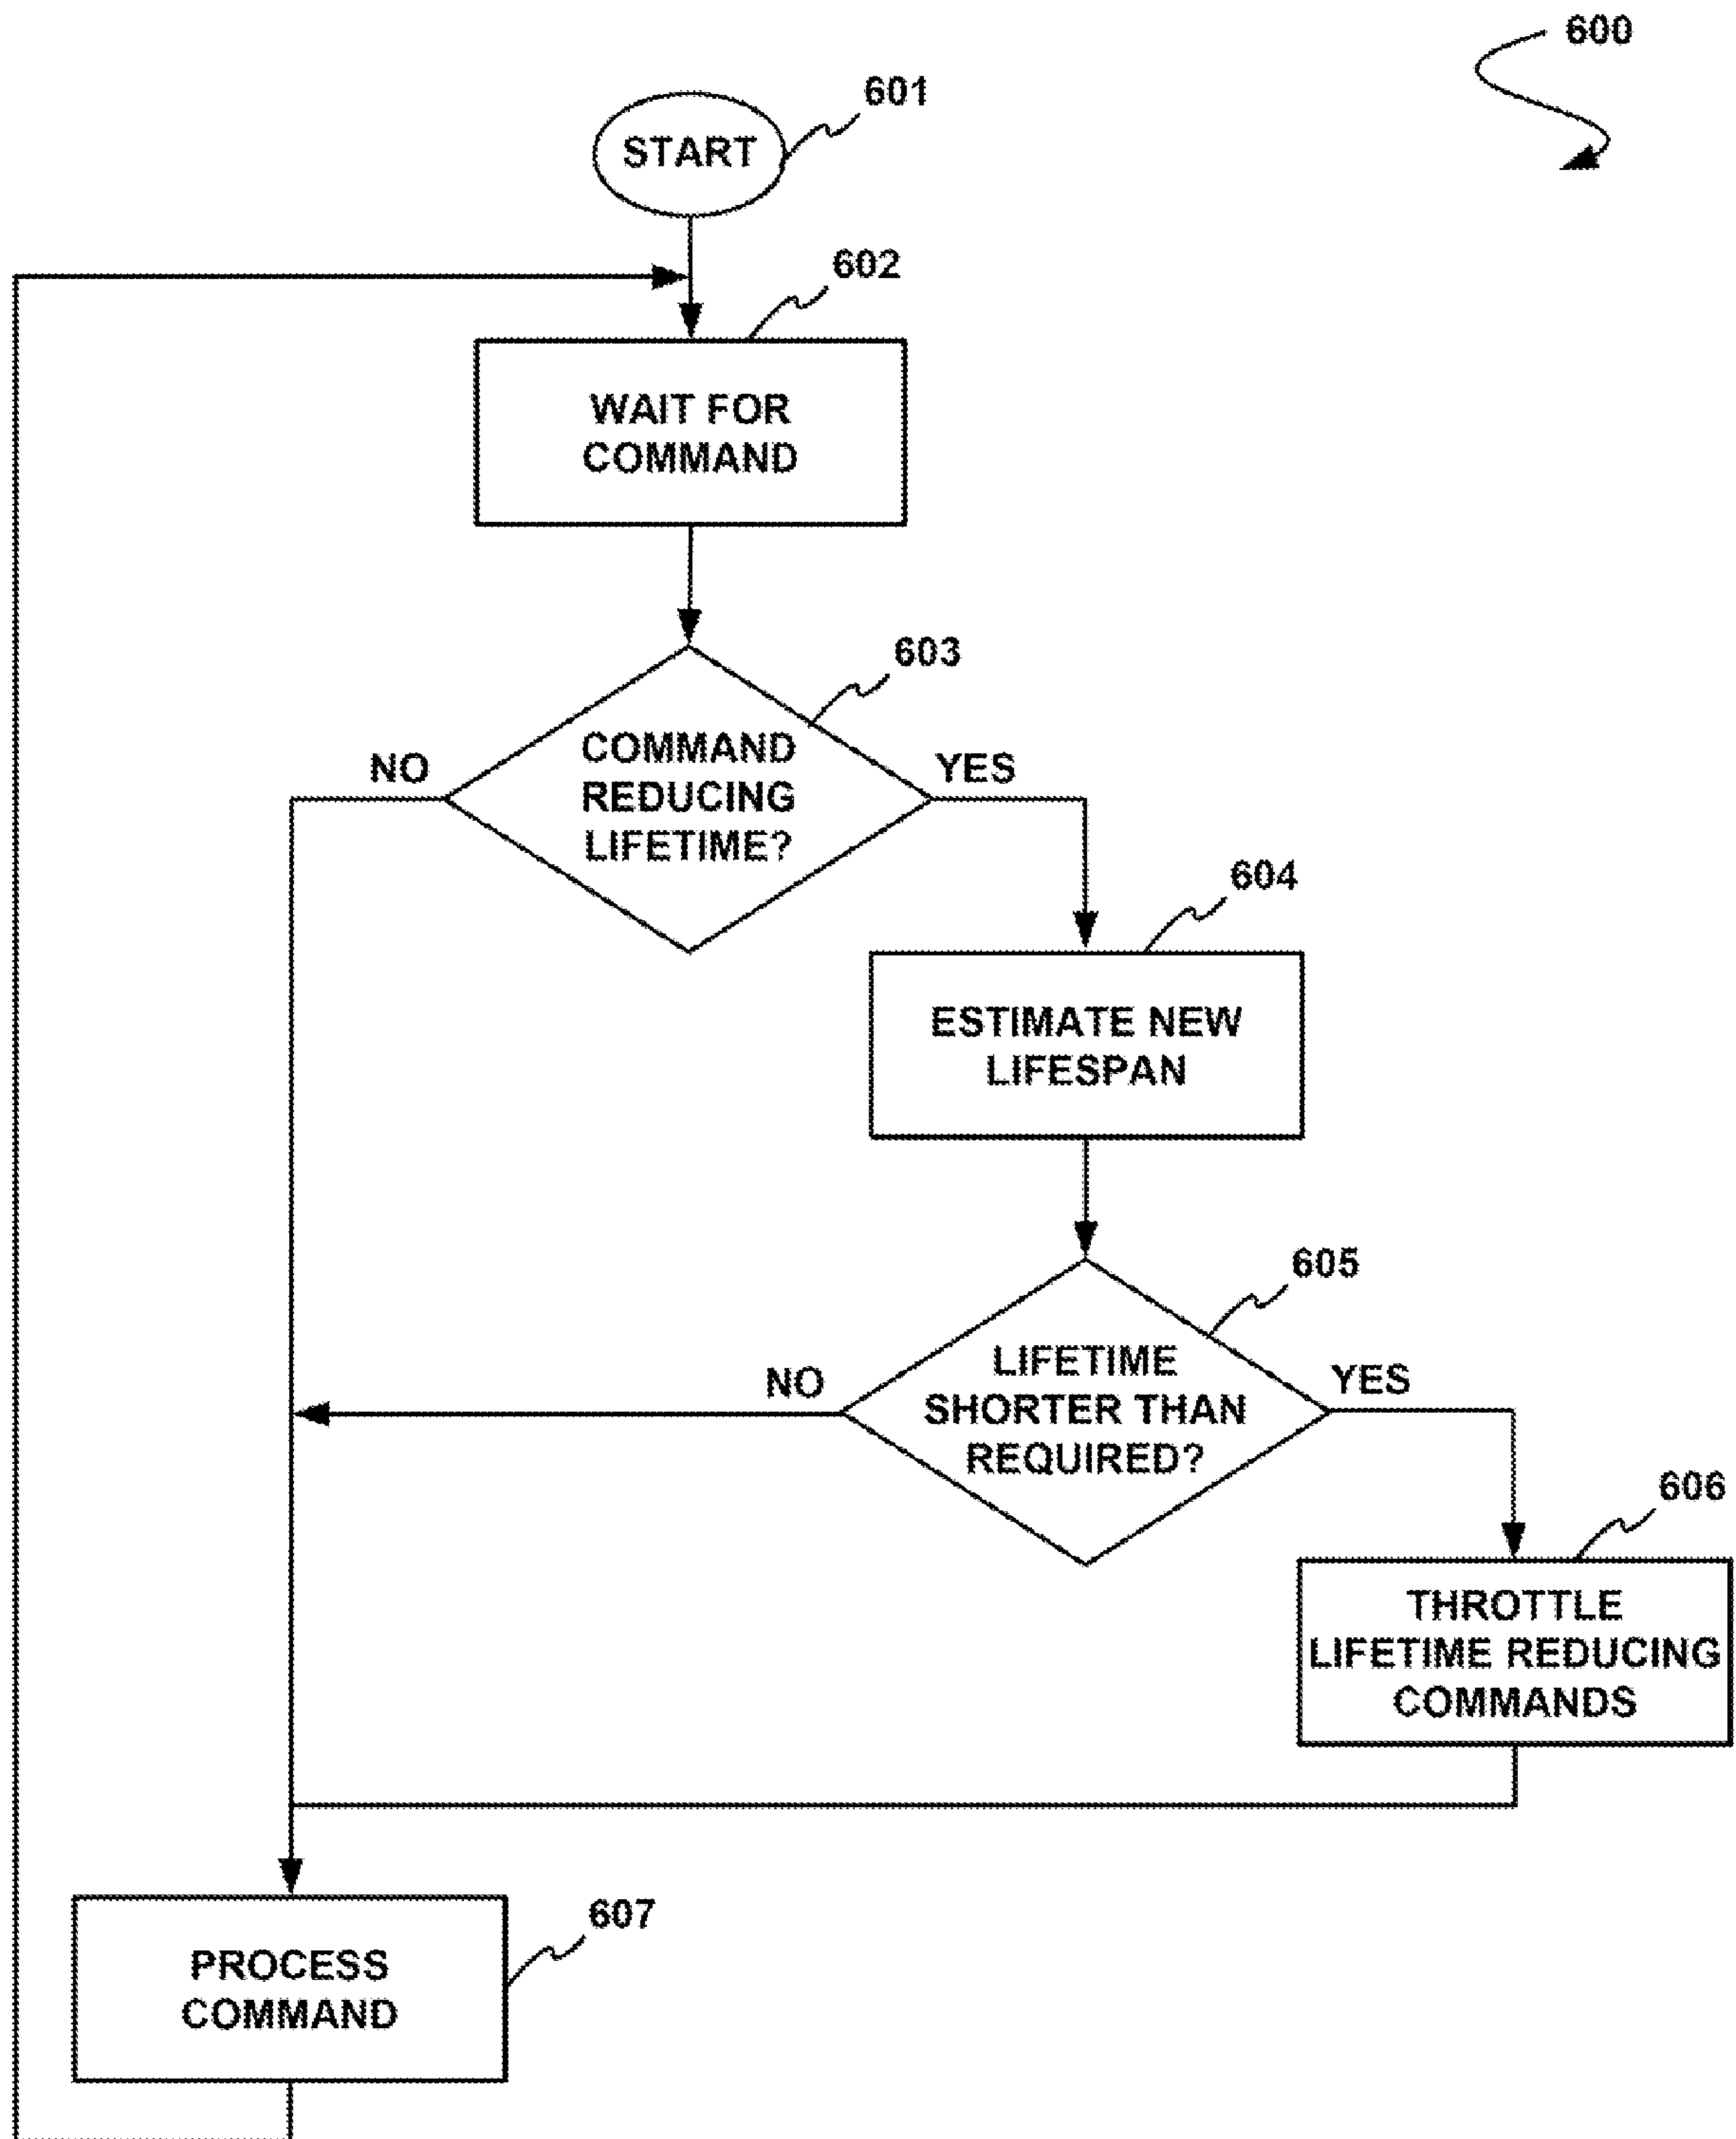 600
601
START
602
WAIT FOR
COMMAND
603
NO
YES
COMMAND
REDUCING
LIFETIME?
604
ESTIMATE NEW
LIFESPAN
605
NO
YES
LIFETIME
SHORTER THAN
REQUIRED?
606
THROTTLE
LIFETIME REDUCING
COMMANDS
607
PROCESS
COMMAND